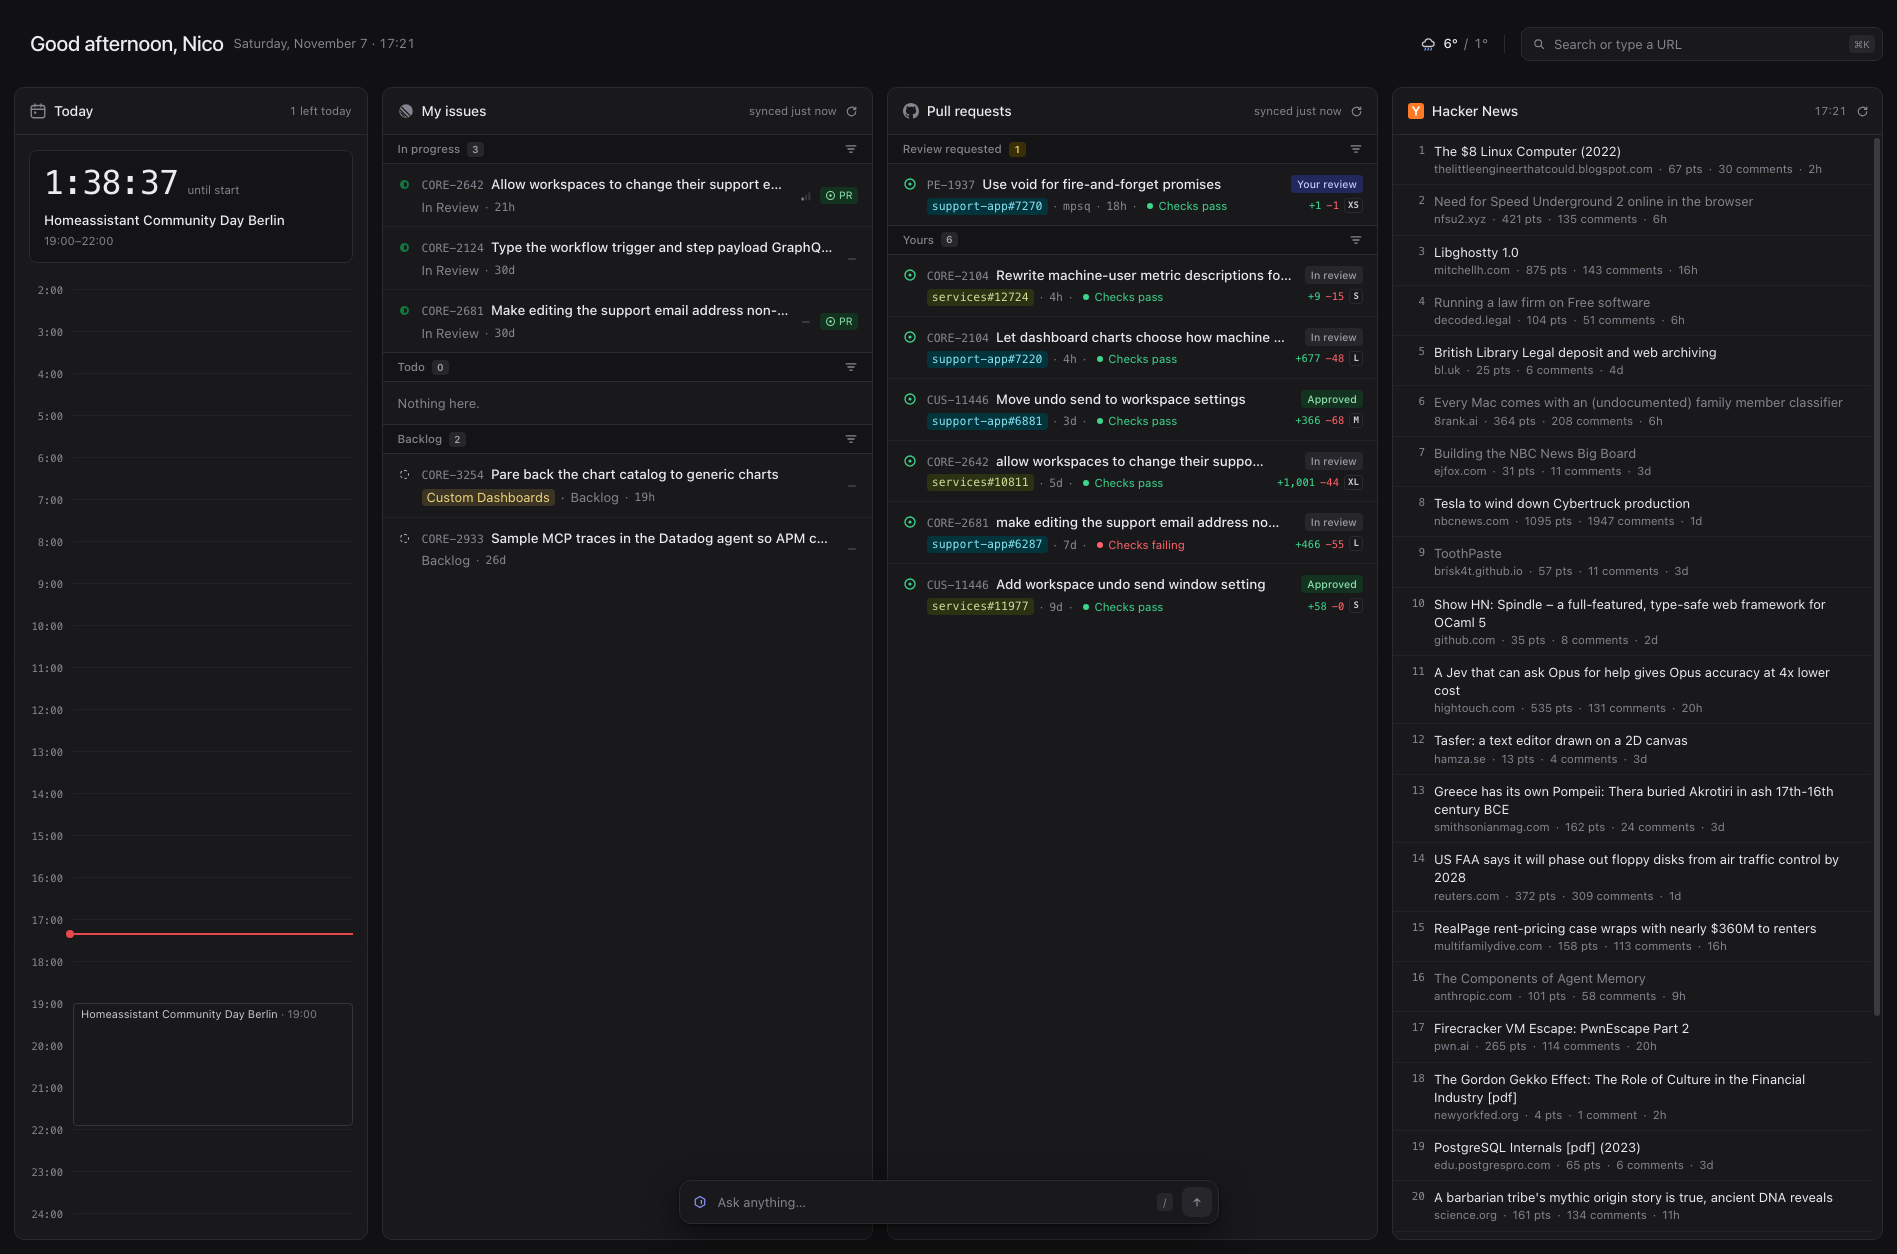 Good afternoon, Nico Saturday, November 7 · 17:21
6° / 1°
Search or type a URL ⌘K
Today 1 left today
1:38:37 until start
Homeassistant Community Day Berlin
19:00–22:00
2:00
3:00
4:00
5:00
6:00
7:00
8:00
9:00
10:00
11:00
12:00
13:00
14:00
15:00
16:00
17:00
18:00
19:00
Homeassistant Community Day Berlin · 19:00
20:00
21:00
22:00
23:00
24:00
My issues synced just now
In progress 3
CORE-2642 Allow workspaces to change their support e...
In Review · 21h
PR
CORE-2124 Type the workflow trigger and step payload GraphQ...
In Review · 30d
CORE-2681 Make editing the support email address non-...
In Review · 30d
PR
Todo 0
Nothing here.
Backlog 2
CORE-3254 Pare back the chart catalog to generic charts
Custom Dashboards · Backlog · 19h
CORE-2933 Sample MCP traces in the Datadog agent so APM c...
Backlog · 26d
Pull requests synced just now
Review requested 1
PE-1937 Use void for fire-and-forget promises Your review
support-app#7270 · mpsq · 18h · Checks pass +1 -1 XS
Yours 6
CORE-2104 Rewrite machine-user metric descriptions fo... In review
services#12724 · 4h · Checks pass +9 -15 S
CORE-2104 Let dashboard charts choose how machine ... In review
support-app#7220 · 4h · Checks pass +677 -48 L
CUS-11446 Move undo send to workspace settings Approved
support-app#6881 · 3d · Checks pass +366 -68 M
CORE-2642 allow workspaces to change their suppo... In review
services#10811 · 5d · Checks pass +1,001 -44 XL
CORE-2681 make editing the support email address no... In review
support-app#6287 · 7d · Checks failing +466 -55 L
CUS-11446 Add workspace undo send window setting Approved
services#11977 · 9d · Checks pass +58 -0 S
Hacker News 17:21
1 The $8 Linux Computer (2022)
thelittleengineerthatcould.blogspot.com · 67 pts · 30 comments · 2h
2 Need for Speed Underground 2 online in the browser
nfsu2.xyz · 421 pts · 135 comments · 6h
3 Libghostty 1.0
mitchellh.com · 875 pts · 143 comments · 16h
4 Running a law firm on Free software
decoded.legal · 104 pts · 51 comments · 6h
5 British Library Legal deposit and web archiving
bl.uk · 25 pts · 6 comments · 4d
6 Every Mac comes with an (undocumented) family member classifier
8rank.ai · 364 pts · 208 comments · 6h
7 Building the NBC News Big Board
ejfox.com · 31 pts · 11 comments · 3d
8 Tesla to wind down Cybertruck production
nbcnews.com · 1095 pts · 1947 comments · 1d
9 ToothPaste
brisk4t.github.io · 57 pts · 11 comments · 3d
10 Show HN: Spindle – a full-featured, type-safe web framework for
OCaml 5
github.com · 35 pts · 8 comments · 2d
11 A Jev that can ask Opus for help gives Opus accuracy at 4x lower
cost
hightouch.com · 535 pts · 131 comments · 20h
12 Tasfer: a text editor drawn on a 2D canvas
hamza.se · 13 pts · 4 comments · 3d
13 Greece has its own Pompeii: Thera buried Akrotiri in ash 17th-16th
century BCE
smithsonianmag.com · 162 pts · 24 comments · 3d
14 US FAA says it will phase out floppy disks from air traffic control by
2028
reuters.com · 372 pts · 309 comments · 1d
15 RealPage rent-pricing case wraps with nearly $360M to renters
multifamilydive.com · 158 pts · 113 comments · 16h
16 The Components of Agent Memory
anthropic.com · 101 pts · 58 comments · 9h
17 Firecracker VM Escape: PwnEscape Part 2
pwn.ai · 265 pts · 114 comments · 20h
18 The Gordon Gekko Effect: The Role of Culture in the Financial
Industry [pdf]
newyorkfed.org · 4 pts · 1 comment · 2h
19 PostgreSQL Internals [pdf] (2023)
edu.postgrespro.com · 65 pts · 6 comments · 3d
20 A barbarian tribe's mythic origin story is true, ancient DNA reveals
science.org · 161 pts · 134 comments · 11h
Ask anything... /